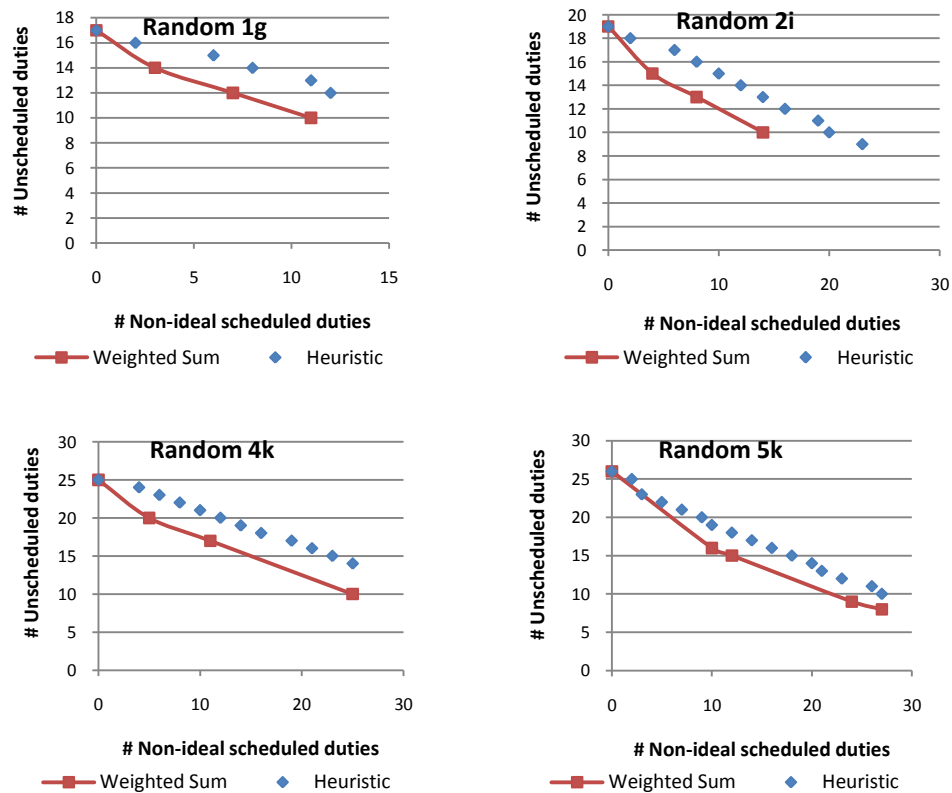 Random 1g
# Unscheduled duties
18
16
14
12
10
8
6
4
2
0
0 5 10 15
# Non-ideal scheduled duties
Weighted Sum Heuristic
Random 2i
# Unscheduled duties
20
18
16
14
12
10
8
6
4
2
0
0 10 20 30
# Non-ideal scheduled duties
Weighted Sum Heuristic
Random 4k
# Unscheduled duties
30
25
20
15
10
5
0
0 10 20 30
# Non-ideal scheduled duties
Weighted Sum Heuristic
Random 5k
# Unscheduled duties
30
25
20
15
10
5
0
0 10 20 30
# Non-ideal scheduled duties
Weighted Sum Heuristic